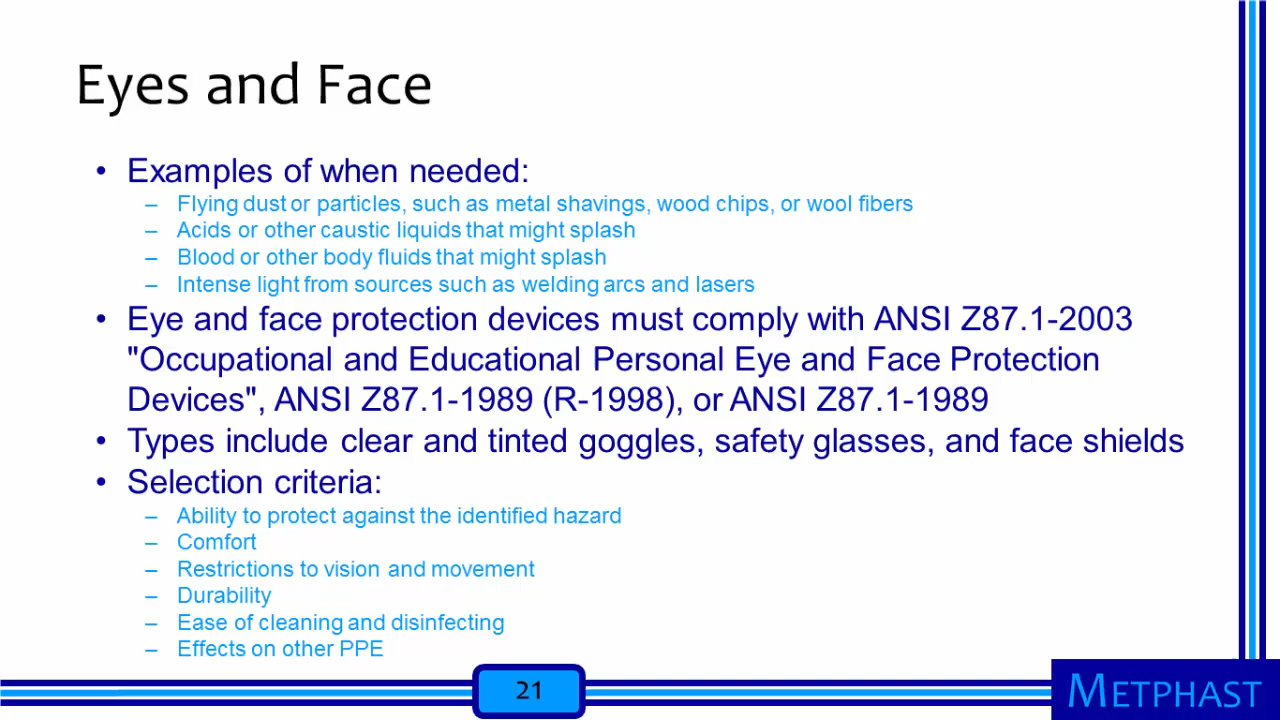 Eyes and Face
• Examples of when needed:
– Flying dust or particles, such as metal shavings, wood chips, or wool fibers
– Acids or other caustic liquids that might splash
– Blood or other body fluids that might splash
– Intense light from sources such as welding arcs and lasers
• Eye and face protection devices must comply with ANSI Z87.1-2003
"Occupational and Educational Personal Eye and Face Protection
Devices", ANSI Z87.1-1989 (R-1998), or ANSI Z87.1-1989
• Types include clear and tinted goggles, safety glasses, and face shields
• Selection criteria:
– Ability to protect against the identified hazard
– Comfort
– Restrictions to vision and movement
– Durability
– Ease of cleaning and disinfecting
– Effects on other PPE
21
METPHAST